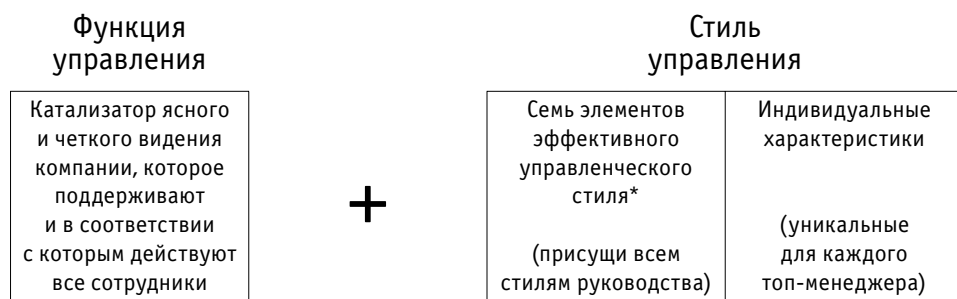 Функция
управления
Катализатор ясного
и четкого видения
компании, которое
поддерживают
и в соответствии
с которым действуют
все сотрудники
+
Стиль
управления
Семь элементов
эффективного
управленческого
стиля*
(присущи всем
стилям руководства)
Индивидуальные
характеристики
(уникальные
для каждого
топ-менеджера)